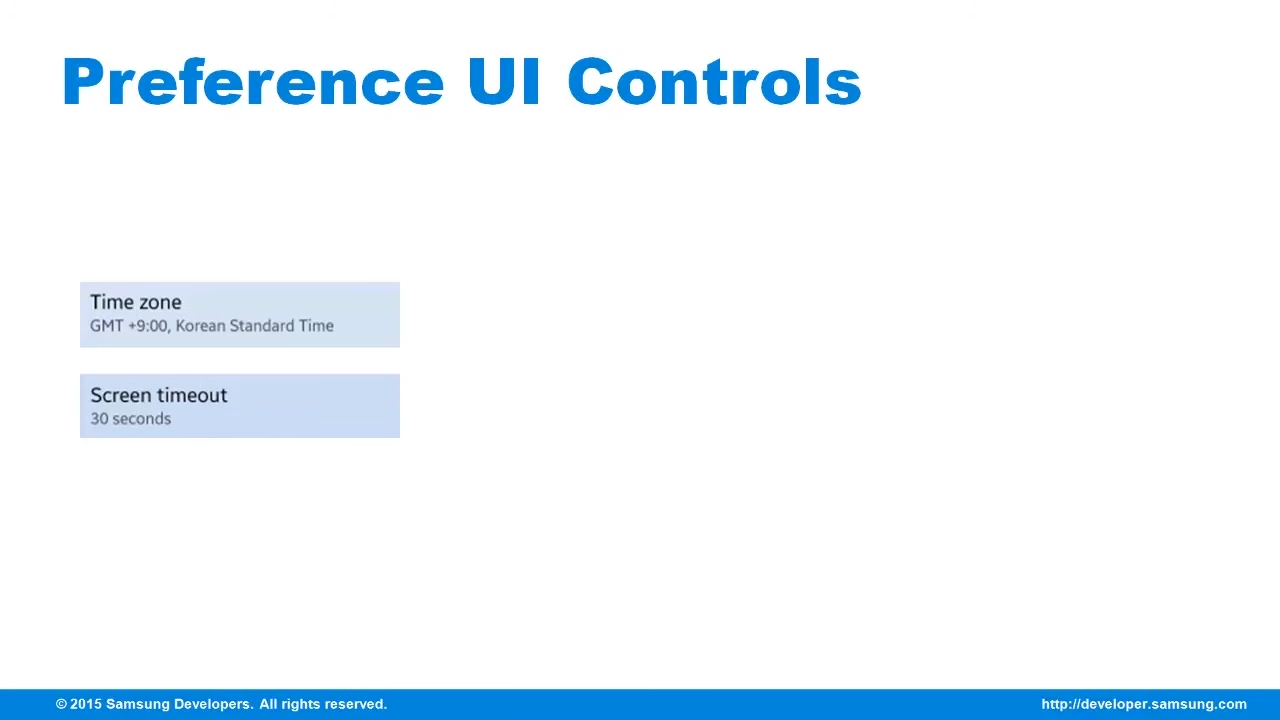 Preference UI Controls
Time zone
GMT +9:00, Korean Standard Time
Screen timeout
30 seconds
© 2015 Samsung Developers. All rights reserved.
http://developer.samsung.com